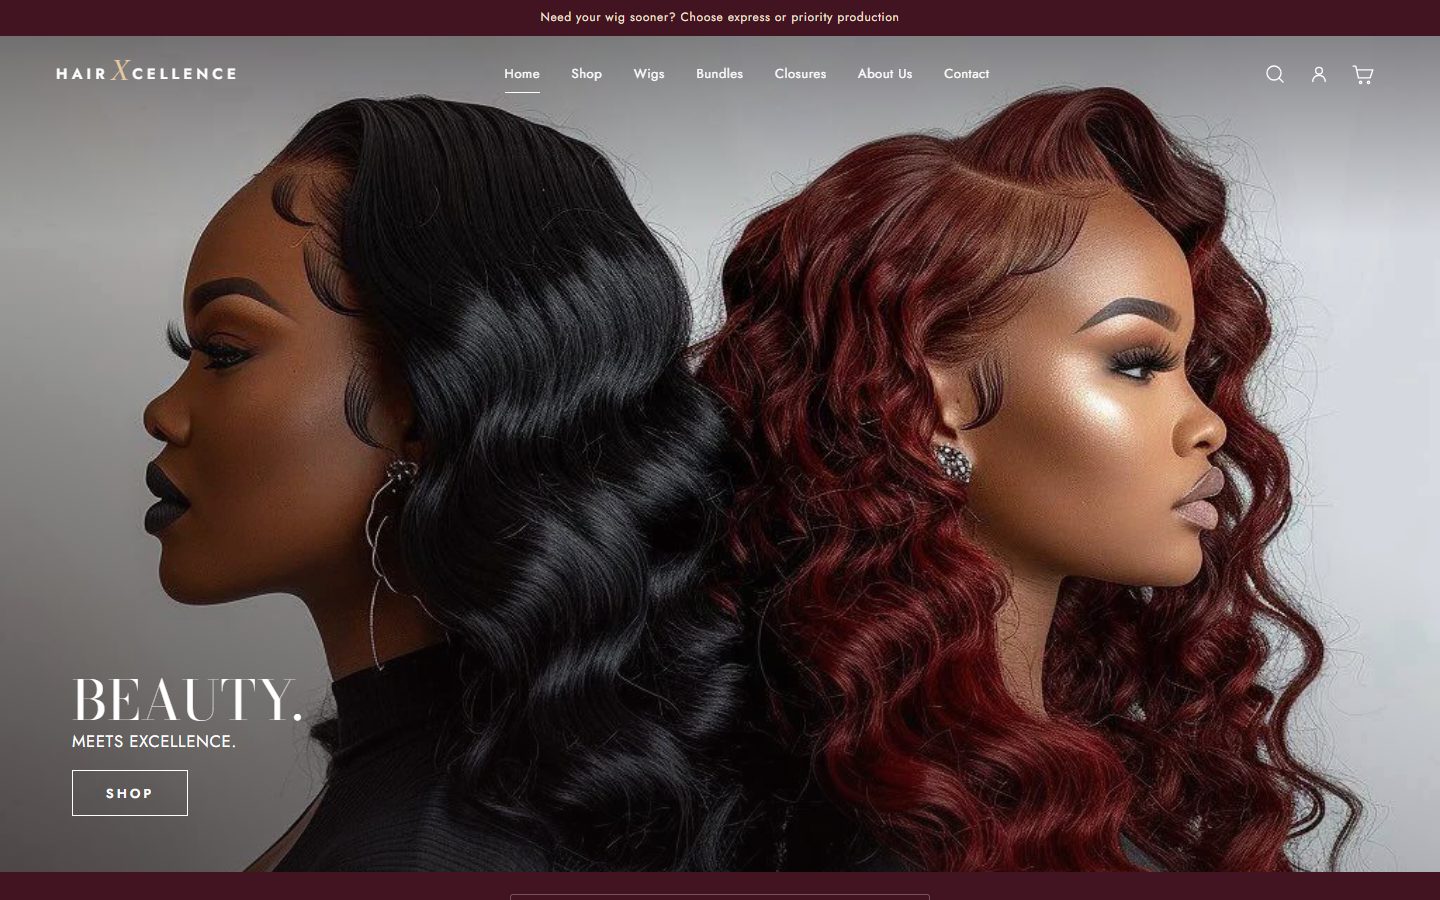 Need your wig sooner? Choose express or priority production
HAIR XCELLENCE
Home
Shop
Wigs
Bundles
Closures
About Us
Contact
BEAUTY.
MEETS EXCELLENCE.
SHOP